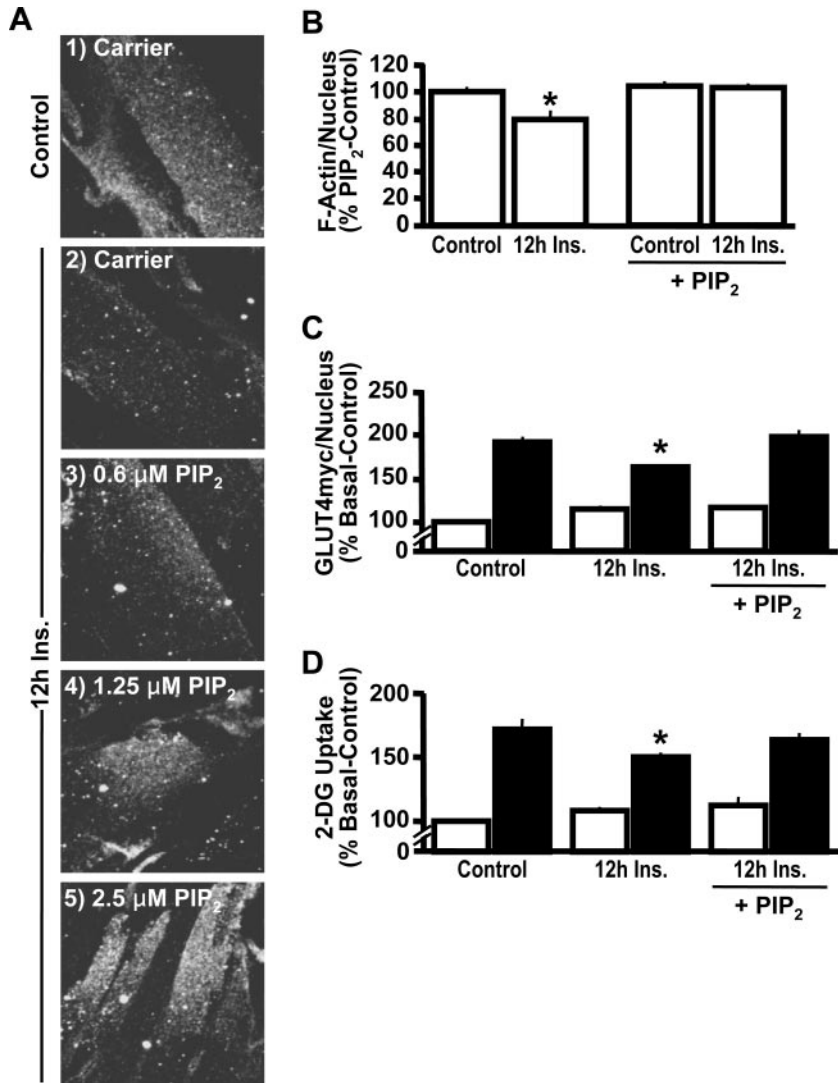 A
Control
12h Ins.
1) Carrier
2) Carrier
3) 0.6 μM PIP₂
4) 1.25 μM PIP₂
5) 2.5 μM PIP₂
B
F-Actin/Nucleus
(% PIP₂-Control)
120
100
80
60
40
20
0
*
Control 12h Ins. Control 12h Ins.
+ PIP₂
C
GLUT4myc/Nucleus
(% Basal-Control)
250
200
150
100
0
*
Control 12h Ins. 12h Ins.
+ PIP₂
D
2-DG Uptake
(% Basal-Control)
200
150
100
0
*
Control 12h Ins. 12h Ins.
+ PIP₂